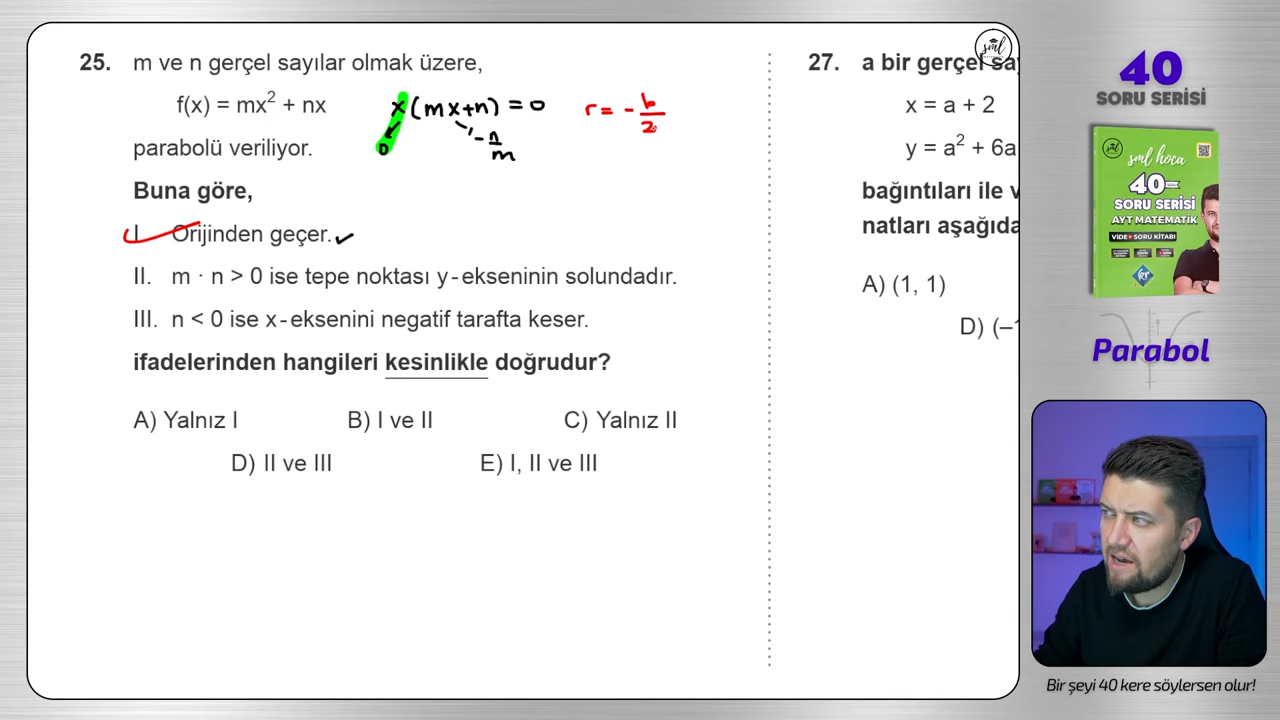 25. m ve n gerçel sayılar olmak üzere,
f(x) = mx² + nx
x(mx+n) = 0
0
-n/m
r = -b/2
parabolü veriliyor.
Buna göre,
I. Orijinden geçer.
II. m · n > 0 ise tepe noktası y-ekseninin solundadır.
III. n < 0 ise x-eksenini negatif tarafta keser.
ifadelerinden hangileri kesinlikle doğrudur?
A) Yalnız I B) I ve II C) Yalnız II
D) II ve III E) I, II ve III
27. a bir gerçel say
x = a + 2
y = a² + 6a
bağıntıları ile v
natları aşağıda
A) (1, 1)
D) (–1
sml
40
SORU SERİSİ
sml hoca
40
SORU SERİSİ
AYT MATEMATİK
VİDEO SORU KİTABI
Parabol
Bir şeyi 40 kere söylersen olur!